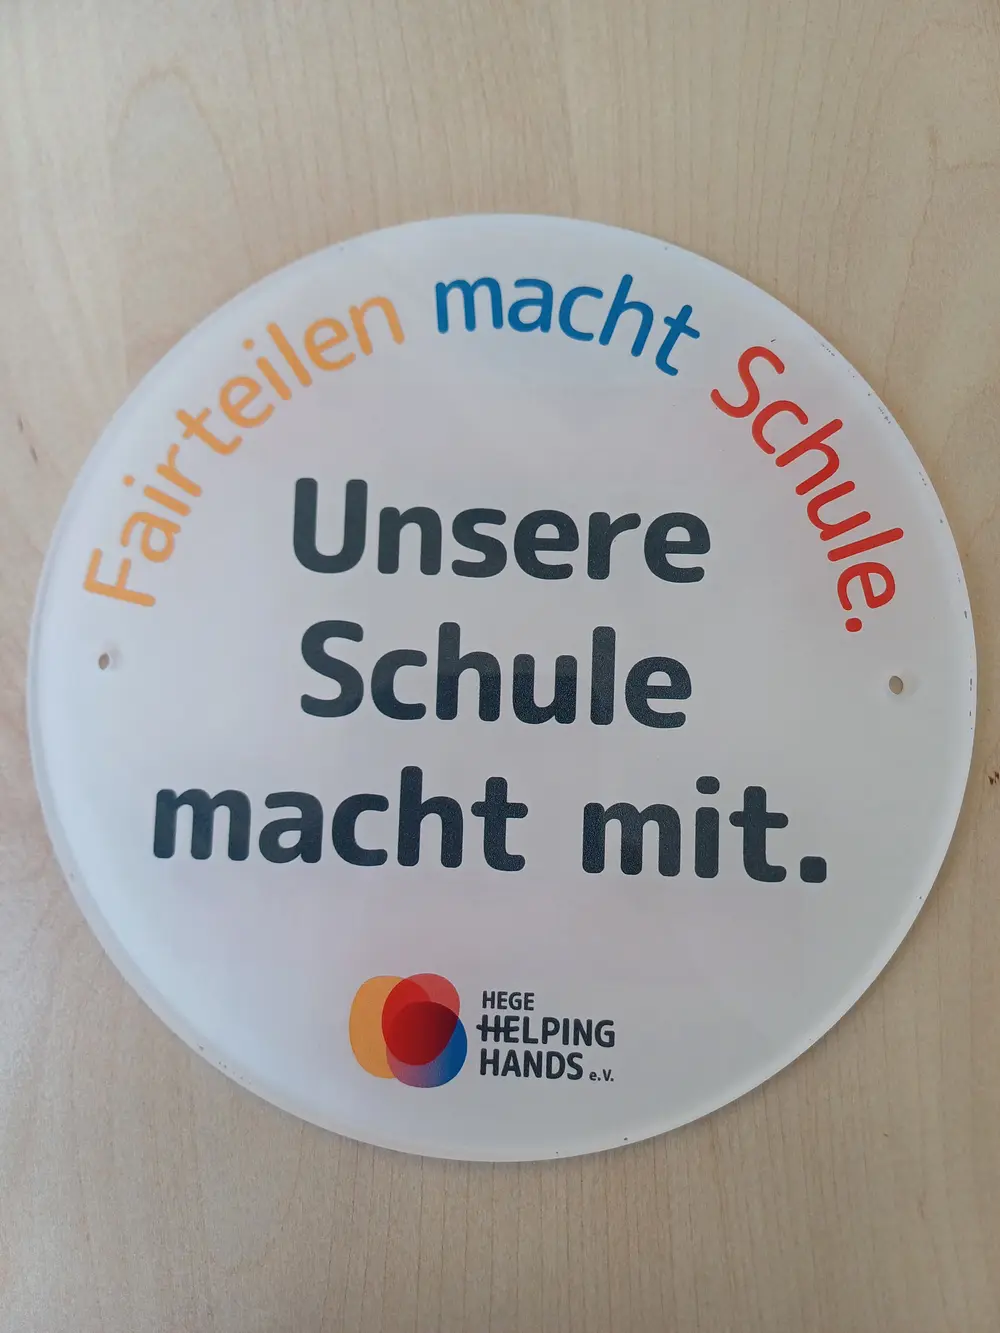 Fairteilen macht Schule.
Unsere
Schule
macht mit.
HEGE
HELPING
HANDS e.V.